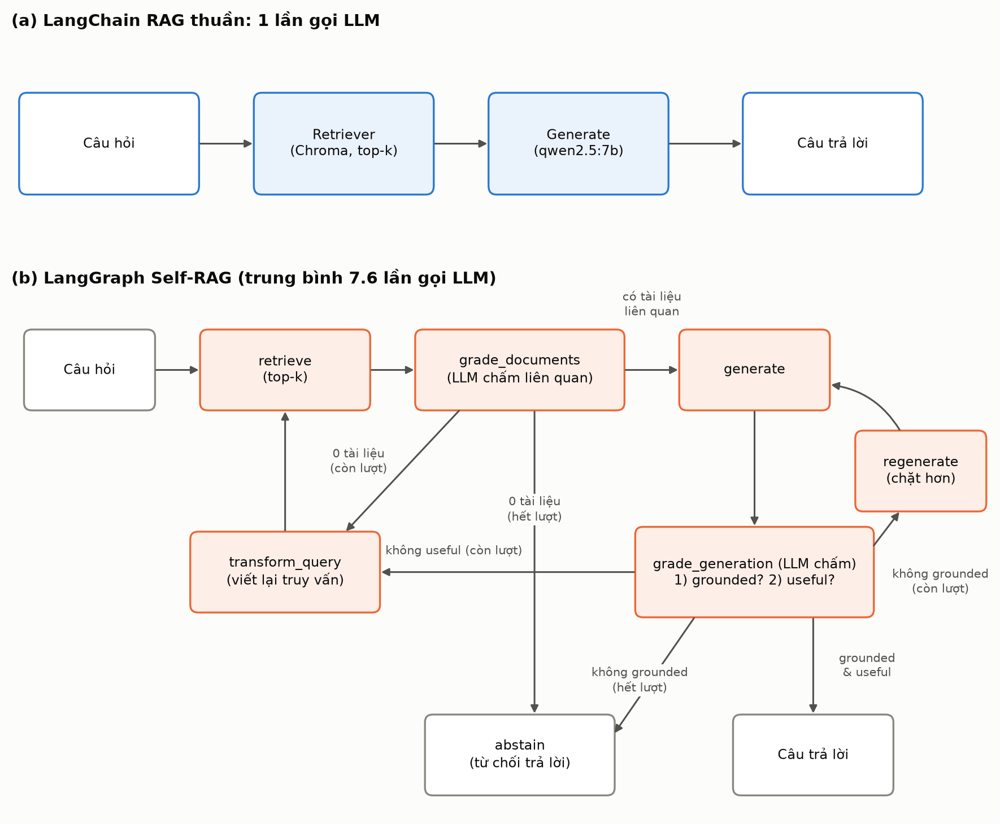 (a) LangChain RAG thuần: 1 lần gọi LLM
Câu hỏi
Retriever
(Chroma, top-k)
Generate
(qwen2.5:7b)
Câu trả lời
(b) LangGraph Self-RAG (trung bình 7.6 lần gọi LLM)
có tài liệu
liên quan
Câu hỏi
retrieve
(top-k)
grade_documents
(LLM chấm liên quan)
generate
0 tài liệu
(còn lượt)
regenerate
(chặt hơn)
0 tài liệu
(hết lượt)
không useful (còn lượt)
transform_query
(viết lại truy vấn)
grade_generation (LLM chấm)
1) grounded? 2) useful?
không grounded
(còn lượt)
không grounded
(hết lượt)
grounded
& useful
abstain
(từ chối trả lời)
Câu trả lời